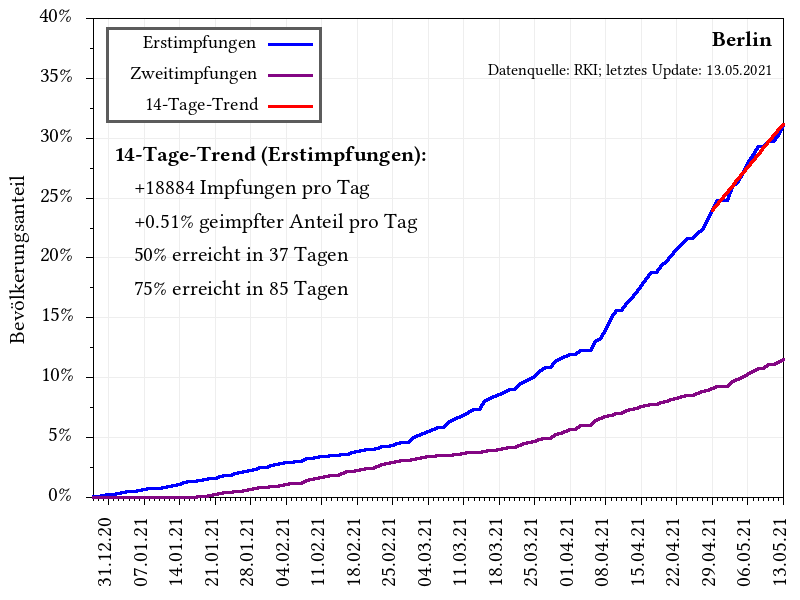 40%
35%
30%
25%
20%
15%
10%
5%
0%
Bevölkerungsanteil
Erstimpfungen
Zweitimpfungen
14-Tage-Trend
Berlin
Datenquelle: RKI; letztes Update: 13.05.2021
14-Tage-Trend (Erstimpfungen):
+18884 Impfungen pro Tag
+0.51% geimpfter Anteil pro Tag
50% erreicht in 37 Tagen
75% erreicht in 85 Tagen
31.12.20
07.01.21
14.01.21
21.01.21
28.01.21
04.02.21
11.02.21
18.02.21
25.02.21
04.03.21
11.03.21
18.03.21
25.03.21
01.04.21
08.04.21
15.04.21
22.04.21
29.04.21
06.05.21
13.05.21